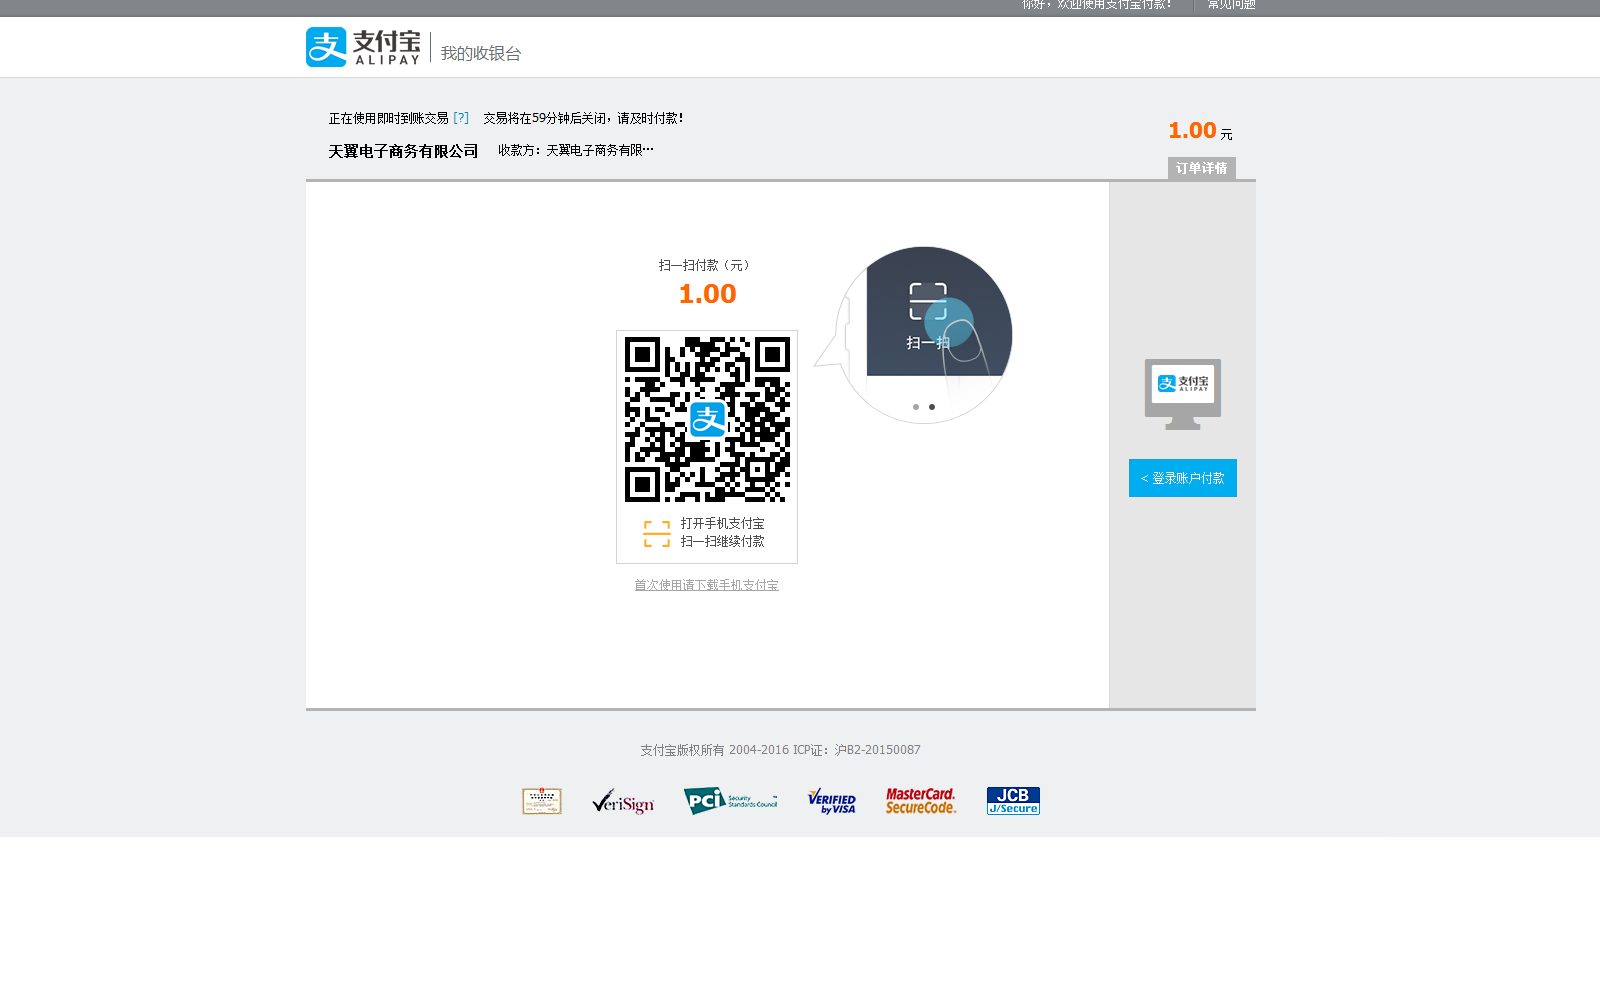 你好，欢迎使用支付宝付款！ 常见问题
支付宝
ALIPAY
我的收银台
正在使用即时到账交易 [?] 交易将在59分钟后关闭，请及时付款！
1.00 元
天翼电子商务有限公司 收款方：天翼电子商务有限…
订单详情
扫一扫付款（元）
1.00
扫一扫
支
支付宝
ALIPAY
< 登录账户付款
打开手机支付宝
扫一扫继续付款
首次使用请下载手机支付宝
支付宝版权所有 2004-2016 ICP证：沪B2-20150087
VeriSign
PCI Security Standards Council
VERIFIED by VISA
MasterCard. SecureCode.
JCB J/Secure